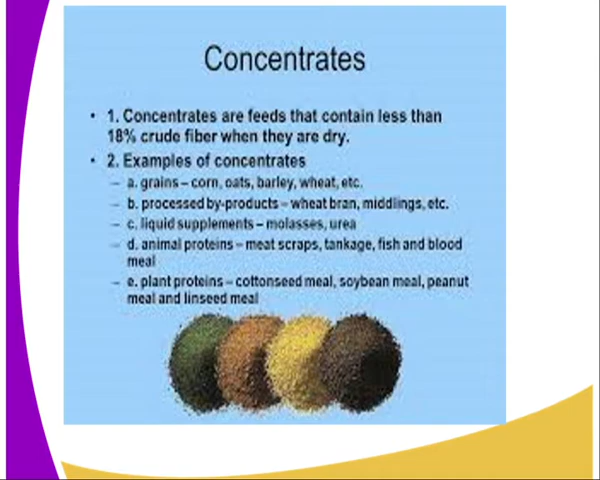 Concentrates
• 1. Concentrates are feeds that contain less than
18% crude fiber when they are dry.
• 2. Examples of concentrates
– a. grains – corn, oats, barley, wheat, etc.
– b. processed by-products – wheat bran, middlings, etc.
– c. liquid supplements – molasses, urea
– d. animal proteins – meat scraps, tankage, fish and blood
meal
– e. plant proteins – cottonseed meal, soybean meal, peanut
meal and linseed meal